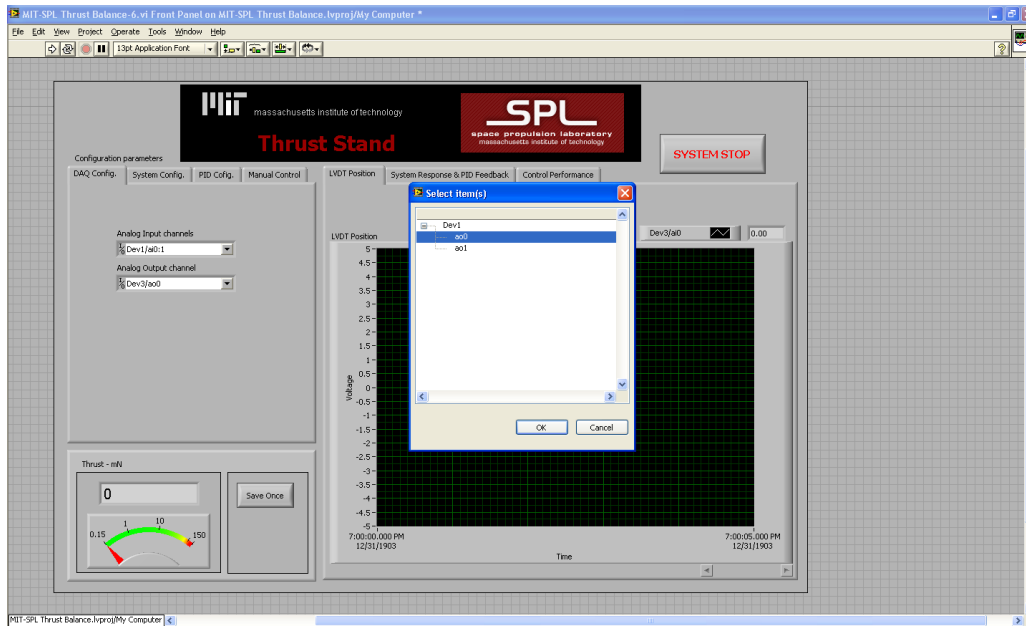 MIT-SPL Thrust Balance-6.vi Front Panel on MIT-SPL Thrust Balance.lvproj/My Computer *
File Edit View Project Operate Tools Window Help
13pt Application Font
MIT massachusetts institute of technology
SPL
space propulsion laboratory
massachusetts institute of technology
Thrust Stand
SYSTEM STOP
Configuration parameters
DAQ Config. System Config. PID Cofig. Manual Control
LVDT Position System Response & PID Feedback Control Performance
Analog Input channels
Dev1/ai0:1
Analog Output channel
Dev3/ao0
Select item(s)
Dev1
ao0
ao1
OK Cancel
LVDT Position
Dev3/ai0 0.00
5
4.5
4
3.5
3
2.5
2
1.5
1
0.5
0
-0.5
-1
-1.5
-2
-2.5
-3
-3.5
-4
-4.5
-5
Voltage
7:00:00.000 PM
12/31/1903
7:00:05.000 PM
12/31/1903
Time
Thrust - mN
0
Save Once
0.15 1 10 150
MIT-SPL Thrust Balance.lvproj/My Computer